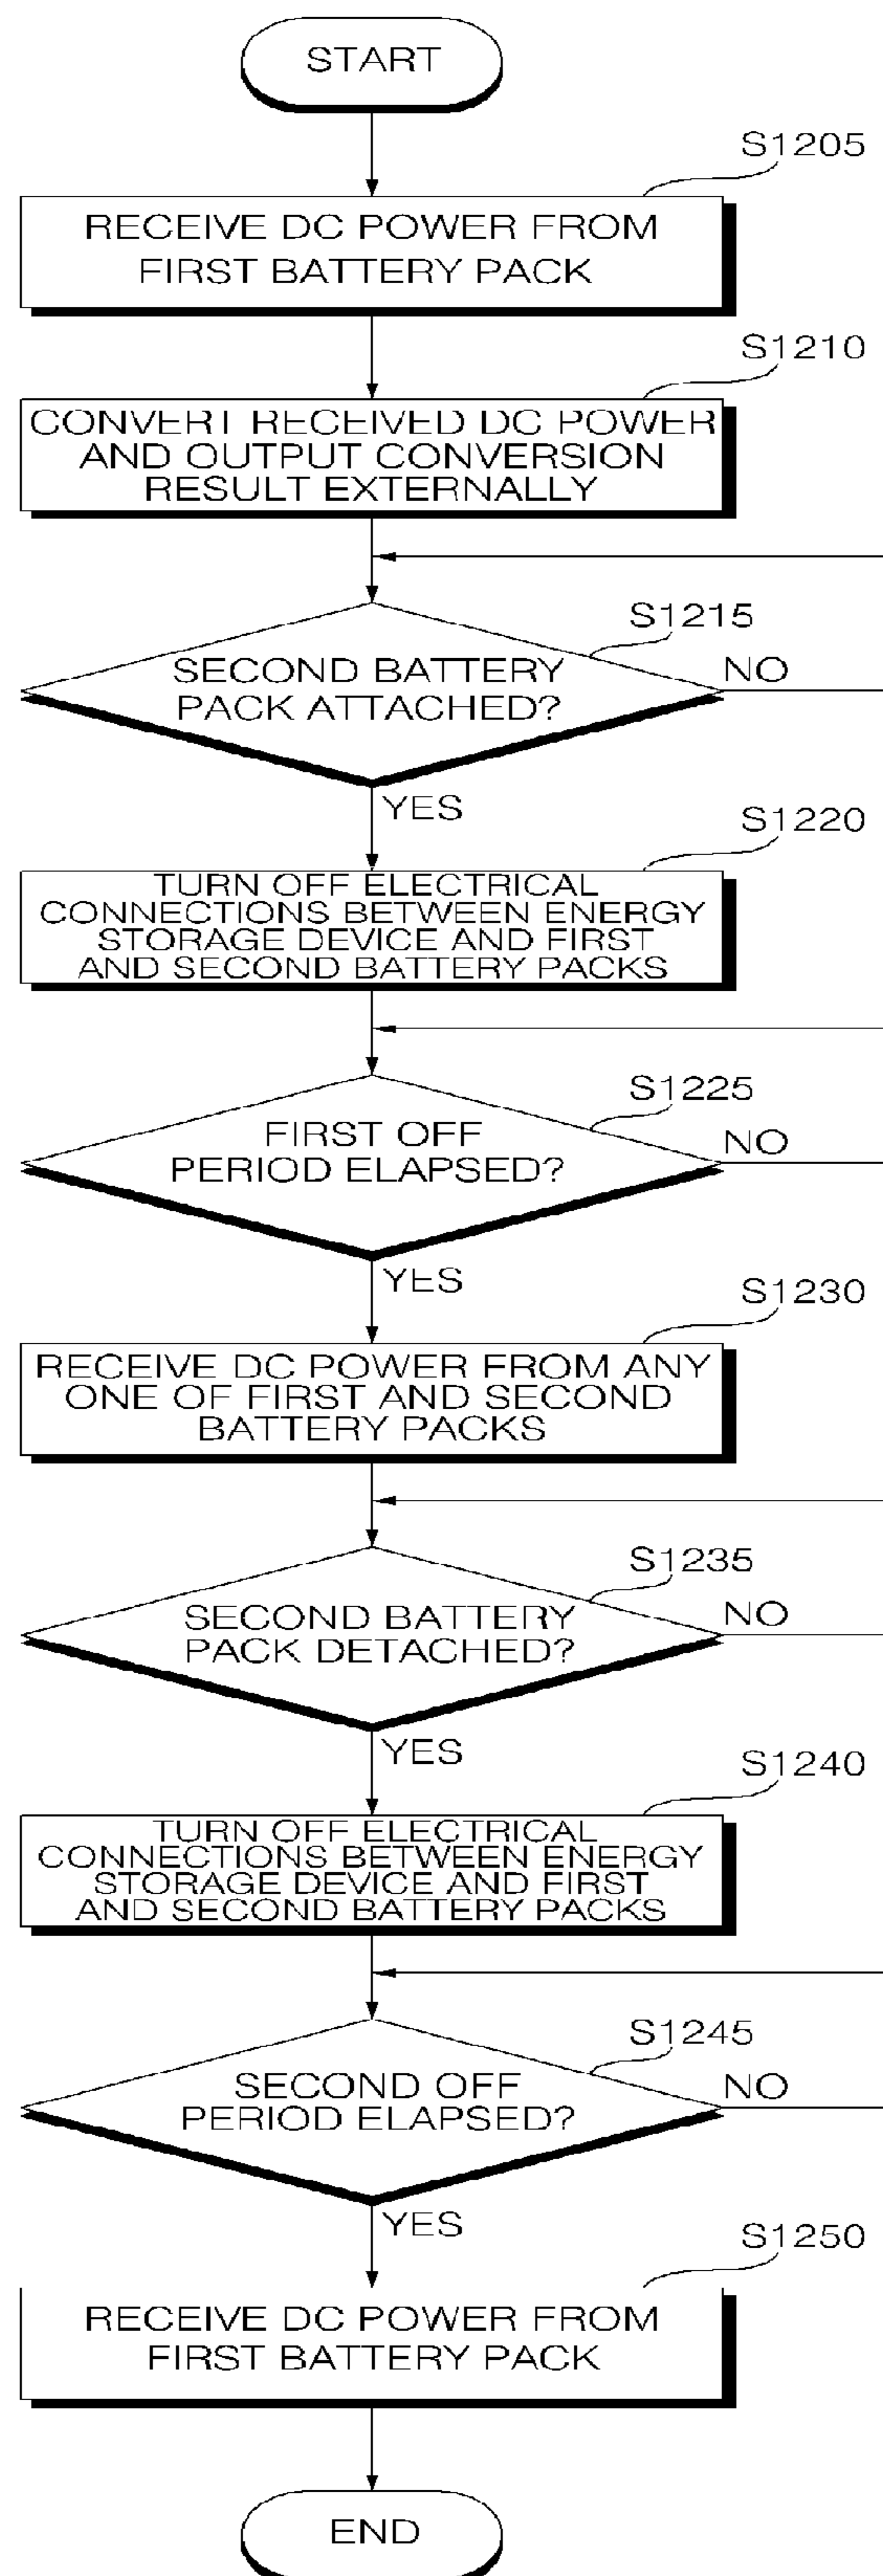 START
S1205
RECEIVE DC POWER FROM
FIRST BATTERY PACK
S1210
CONVERT RECEIVED DC POWER
AND OUTPUT CONVERSION
RESULT EXTERNALLY
S1215
SECOND BATTERY
PACK ATTACHED?
NO
YES
S1220
TURN OFF ELECTRICAL
CONNECTIONS BETWEEN ENERGY
STORAGE DEVICE AND FIRST
AND SECOND BATTERY PACKS
S1225
FIRST OFF
PERIOD ELAPSED?
NO
YES
S1230
RECEIVE DC POWER FROM ANY
ONE OF FIRST AND SECOND
BATTERY PACKS
S1235
SECOND BATTERY
PACK DETACHED?
NO
YES
S1240
TURN OFF ELECTRICAL
CONNECTIONS BETWEEN ENERGY
STORAGE DEVICE AND FIRST
AND SECOND BATTERY PACKS
S1245
SECOND OFF
PERIOD ELAPSED?
NO
YES
S1250
RECEIVE DC POWER FROM
FIRST BATTERY PACK
END